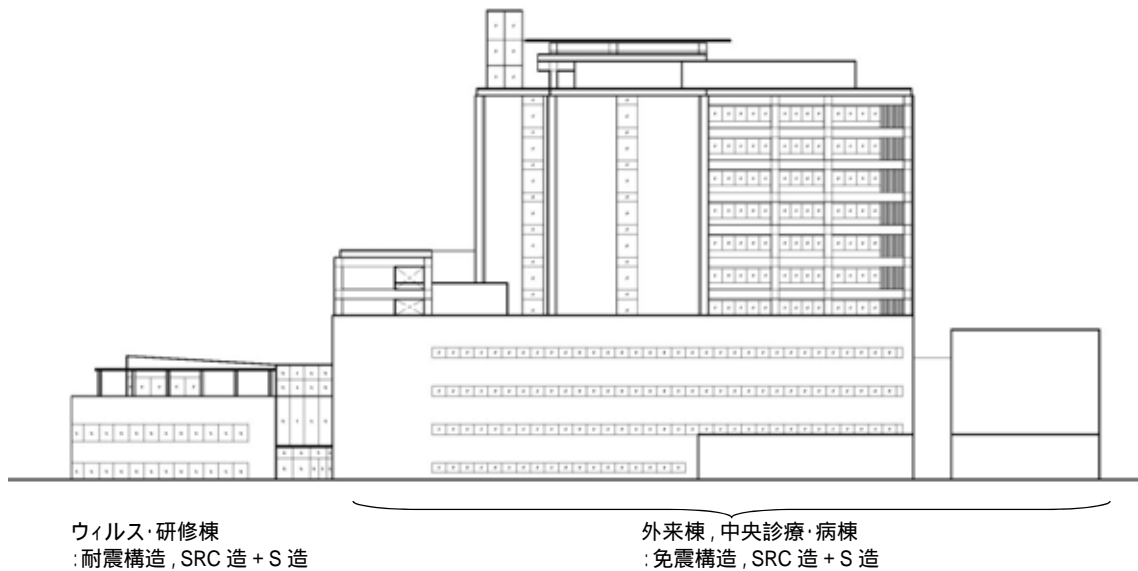 ウィルス・研修棟
:耐震構造,SRC 造 + S 造
外来棟,中央診療・病棟
:免震構造,SRC 造 + S 造